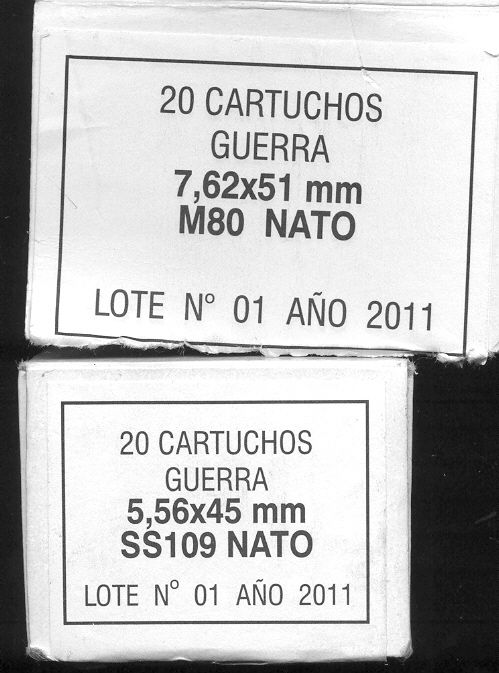 20 CARTUCHOS
GUERRA
7,62x51 mm
M80 NATO
LOTE N° 01 AÑO 2011
20 CARTUCHOS
GUERRA
5,56x45 mm
SS109 NATO
LOTE N° 01 AÑO 2011